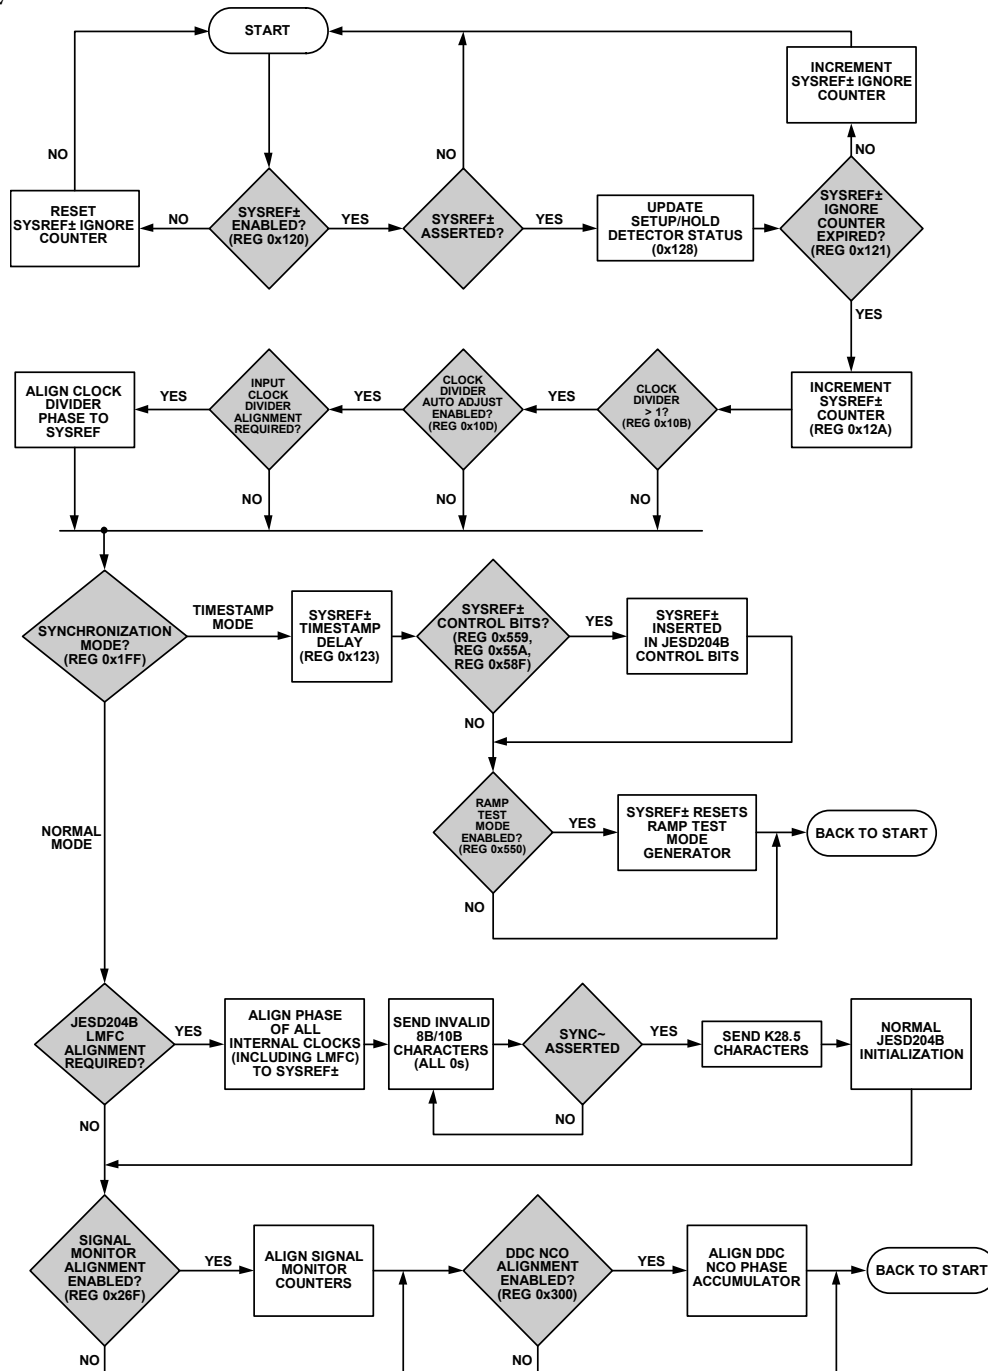 START
INCREMENT
SYSREF± IGNORE
COUNTER
NO
NO
NO
RESET
SYSREF± IGNORE
COUNTER
NO
SYSREF±
ENABLED?
(REG 0x120)
YES
SYSREF±
ASSERTED?
YES
UPDATE
SETUP/HOLD
DETECTOR STATUS
(0x128)
SYSREF±
IGNORE
COUNTER
EXPIRED?
(REG 0x121)
YES
ALIGN CLOCK
DIVIDER
PHASE TO
SYSREF
YES
INPUT
CLOCK
DIVIDER
ALIGNMENT
REQUIRED?
YES
CLOCK
DIVIDER
AUTO ADJUST
ENABLED?
(REG 0x10D)
YES
CLOCK
DIVIDER
> 1?
(REG 0x10B)
INCREMENT
SYSREF±
COUNTER
(REG 0x12A)
NO
NO
NO
SYNCHRONIZATION
MODE?
(REG 0x1FF)
TIMESTAMP
MODE
SYSREF±
TIMESTAMP
DELAY
(REG 0x123)
SYSREF±
CONTROL BITS?
(REG 0x559,
REG 0x55A,
REG 0x58F)
YES
SYSREF±
INSERTED
IN JESD204B
CONTROL BITS
NO
NORMAL
MODE
RAMP
TEST
MODE
ENABLED?
(REG 0x550)
YES
SYSREF± RESETS
RAMP TEST
MODE
GENERATOR
BACK TO START
NO
JESD204B
LMFC
ALIGNMENT
REQUIRED?
YES
ALIGN PHASE
OF ALL
INTERNAL CLOCKS
(INCLUDING LMFC)
TO SYSREF±
SEND INVALID
8B/10B
CHARACTERS
(ALL 0s)
SYNC~
ASSERTED
YES
SEND K28.5
CHARACTERS
NORMAL
JESD204B
INITIALIZATION
NO
NO
SIGNAL
MONITOR
ALIGNMENT
ENABLED?
(REG 0x26F)
YES
ALIGN SIGNAL
MONITOR
COUNTERS
DDC NCO
ALIGNMENT
ENABLED?
(REG 0x300)
YES
ALIGN DDC
NCO PHASE
ACCUMULATOR
BACK TO START
NO
NO